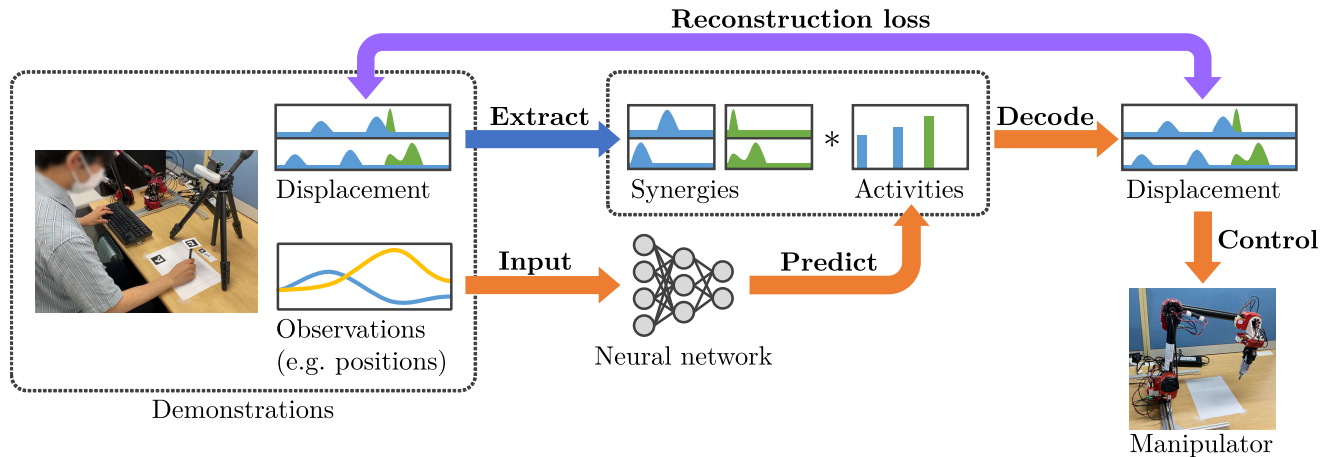 Reconstruction loss
Extract
Decode
*
Displacement
Synergies
Activities
Displacement
Input
Predict
Control
Observations
(e.g. positions)
Neural network
Demonstrations
Manipulator